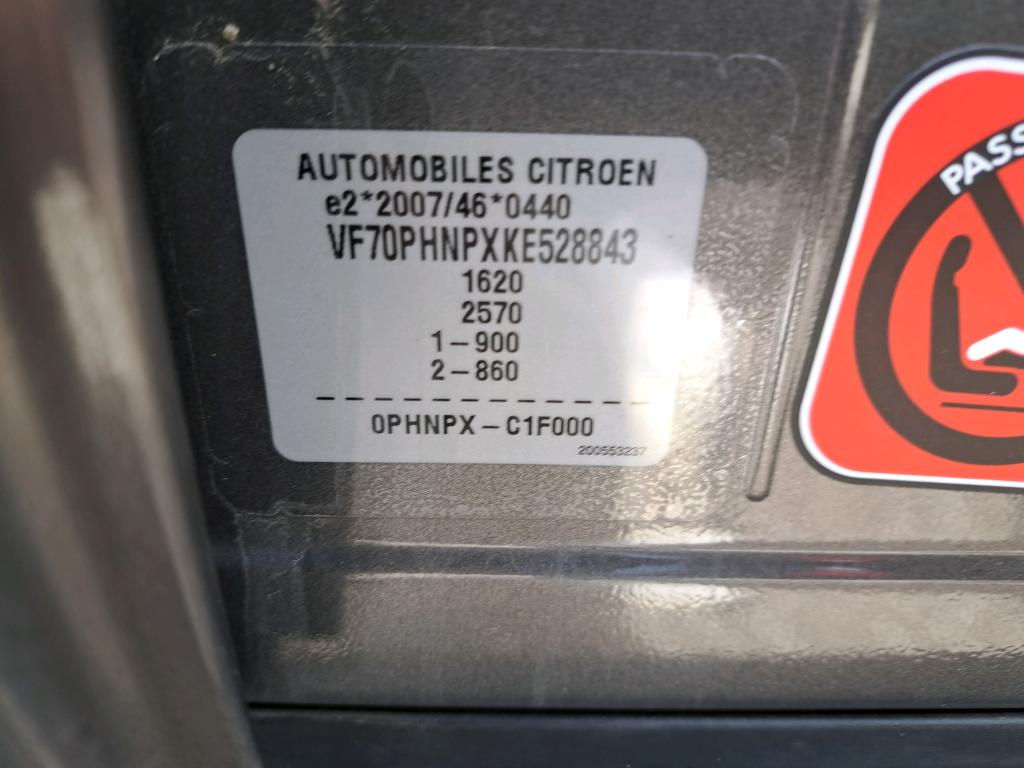 AUTOMOBILES CITROEN
e2*2007/46*0440
VF70PHNPXKE528843
1620
2570
1-900
2-860
0PHNPX-C1F000
200553237
PASS